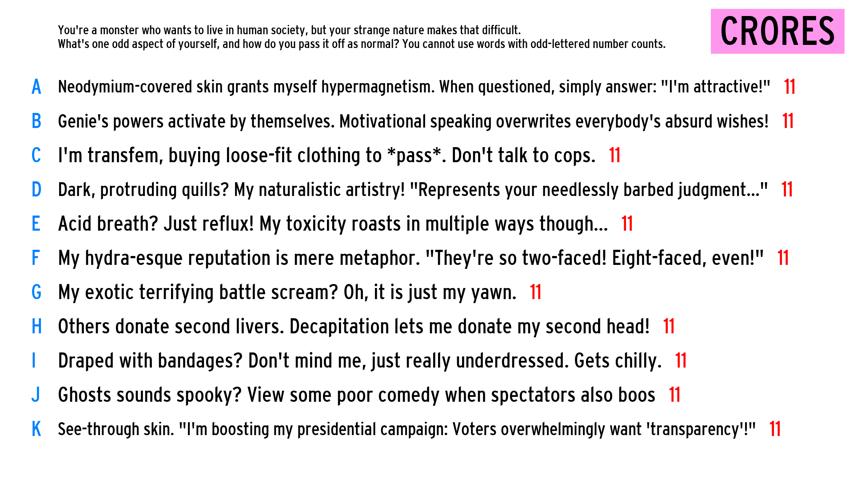 You're a monster who wants to live in human society, but your strange nature makes that difficult.
What's one odd aspect of yourself, and how do you pass it off as normal? You cannot use words with odd-lettered number counts.
CRORES
A Neodymium-covered skin grants myself hypermagnetism. When questioned, simply answer: "I'm attractive!" 11
B Genie's powers activate by themselves. Motivational speaking overwrites everybody's absurd wishes! 11
C I'm transfem, buying loose-fit clothing to *pass*. Don't talk to cops. 11
D Dark, protruding quills? My naturalistic artistry! "Represents your needlessly barbed judgment..." 11
E Acid breath? Just reflux! My toxicity roasts in multiple ways though... 11
F My hydra-esque reputation is mere metaphor. "They're so two-faced! Eight-faced, even!" 11
G My exotic terrifying battle scream? Oh, it is just my yawn. 11
H Others donate second livers. Decapitation lets me donate my second head! 11
I Draped with bandages? Don't mind me, just really underdressed. Gets chilly. 11
J Ghosts sounds spooky? View some poor comedy when spectators also boos 11
K See-through skin. "I'm boosting my presidential campaign: Voters overwhelmingly want 'transparency'!" 11